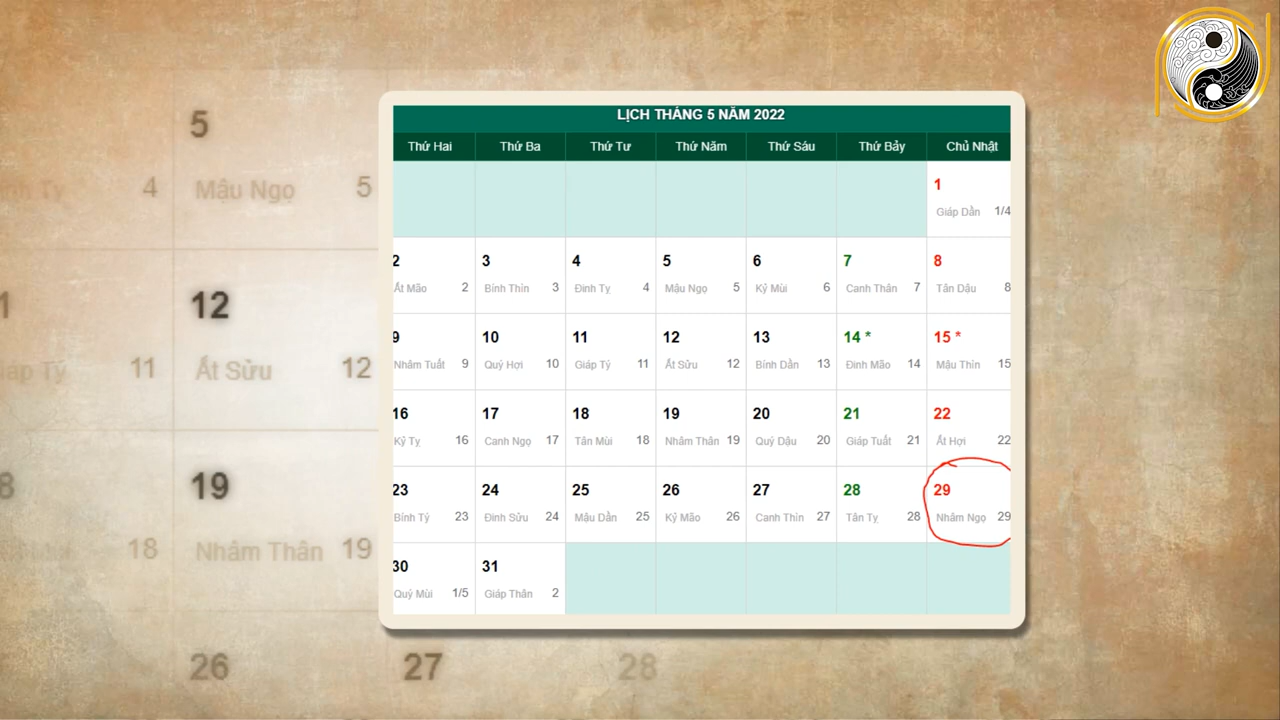 LỊCH THÁNG 5 NĂM 2022
Thứ Hai Thứ Ba Thứ Tư Thứ Năm Thứ Sáu Thứ Bảy Chủ Nhật
1
Giáp Dần 1/4
2 3 4 5 6 7 8
Ất Mão 2 Bính Thìn 3 Đinh Tỵ 4 Mậu Ngọ 5 Kỷ Mùi 6 Canh Thân 7 Tân Dậu 8
9 10 11 12 13 14 * 15 *
Nhâm Tuất 9 Quý Hợi 10 Giáp Tý 11 Ất Sửu 12 Bính Dần 13 Đinh Mão 14 Mậu Thìn 15
16 17 18 19 20 21 22
Kỷ Tỵ 16 Canh Ngọ 17 Tân Mùi 18 Nhâm Thân 19 Quý Dậu 20 Giáp Tuất 21 Ất Hợi 22
23 24 25 26 27 28 29
Bính Tý 23 Đinh Sửu 24 Mậu Dần 25 Kỷ Mão 26 Canh Thìn 27 Tân Tỵ 28 Nhâm Ngọ 29
30 31
Quý Mùi 1/5 Giáp Thân 2
5
4 Mậu Ngọ 5
12
11 Ất Sửu 12
19
18 Nhâm Thân 19
26 27 28